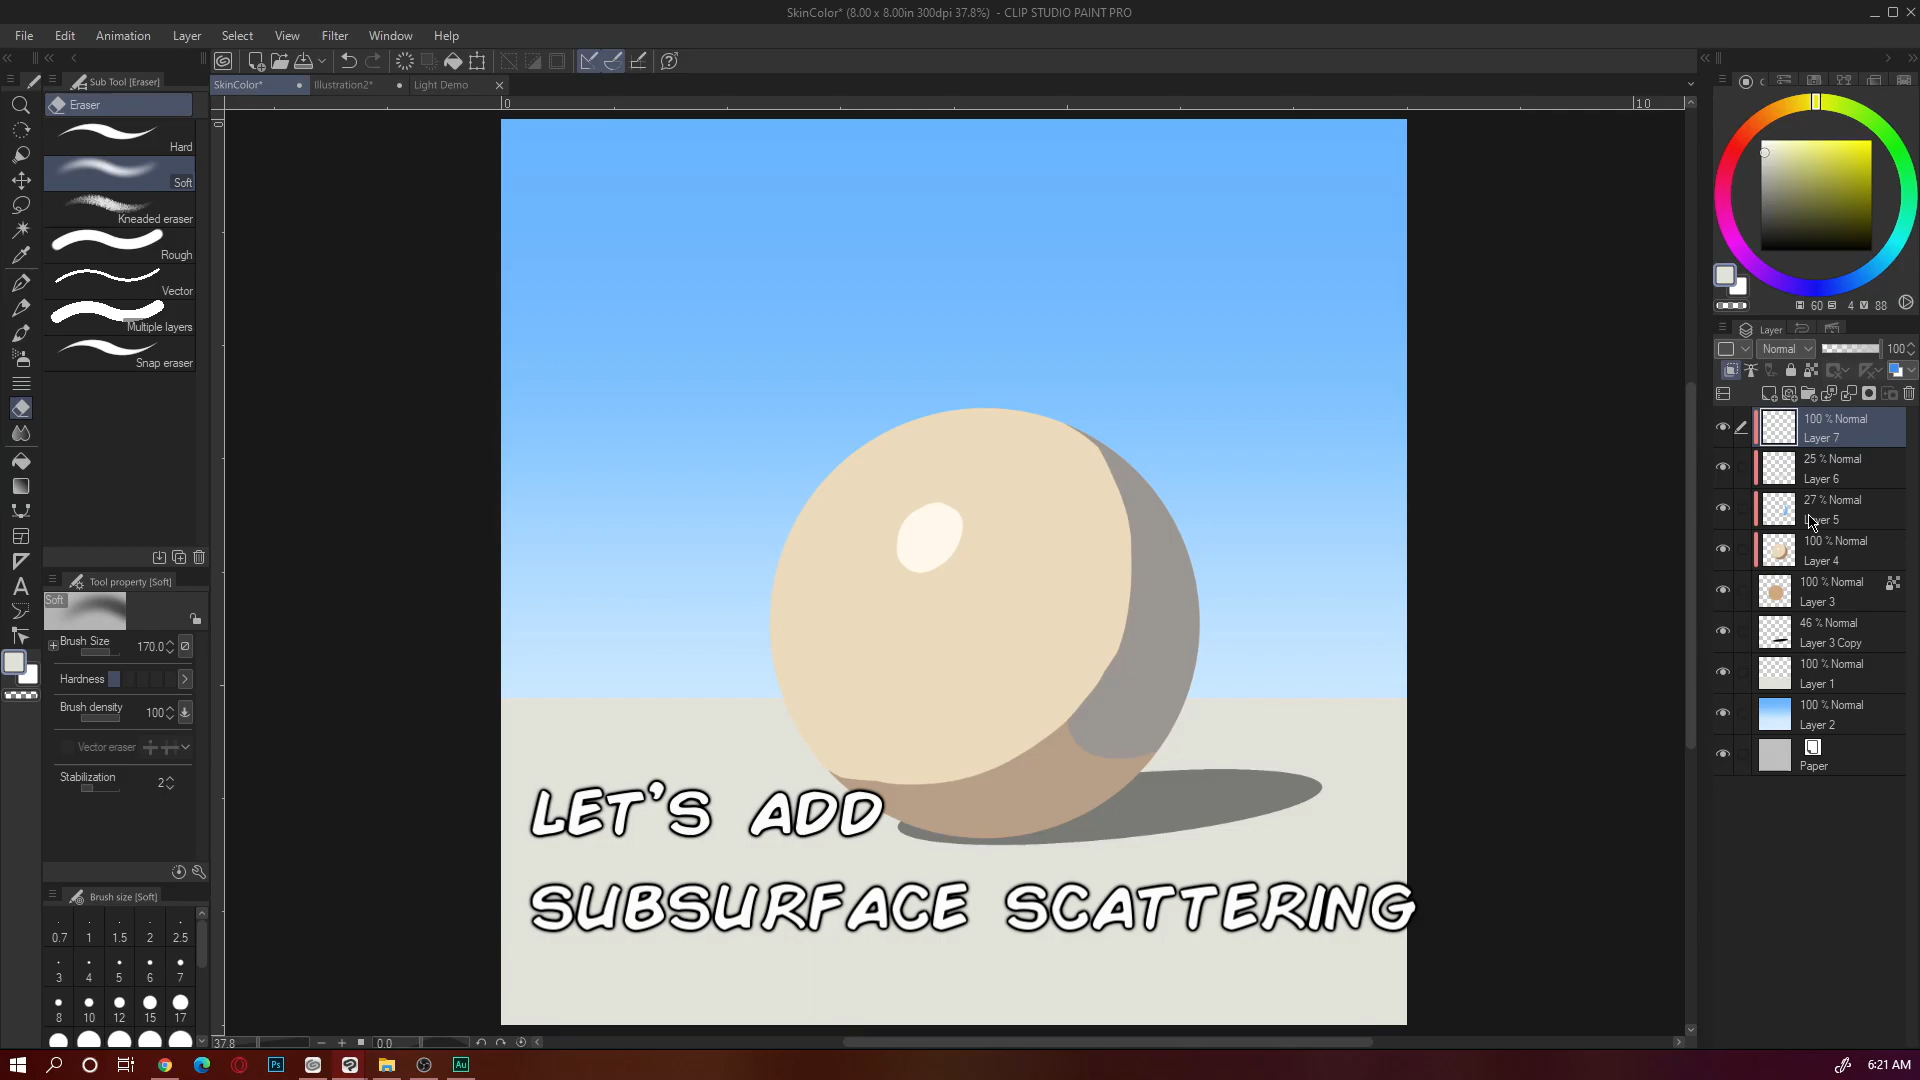 SkinColor* (8.00 x 8.00in 300dpi 37.8%) - CLIP STUDIO PAINT PRO
File Edit Animation Layer Select View Filter Window Help
Sub Tool [Eraser]
SkinColor* Illustration2* Light Demo
Eraser
Hard
Soft
Kneaded eraser
Rough
Vector
Multiple layers
Snap eraser
Tool property [Soft]
Soft
Brush Size 170.0
Hardness
Brush density 100
Vector eraser
Stabilization 2
Brush size [Soft]
0.7 1 1.5 2 2.5
3 4 5 6 7
8 10 12 15 17
0 10
0
LET'S ADD
SUBSURFACE SCATTERING
37.8 0.0
H 60 S 4 V 88
Layer
Normal 100
100 % Normal
Layer 7
25 % Normal
Layer 6
27 % Normal
Layer 5
100 % Normal
Layer 4
100 % Normal
Layer 3
46 % Normal
Layer 3 Copy
100 % Normal
Layer 1
100 % Normal
Layer 2
Paper
Ps Au
6:21 AM